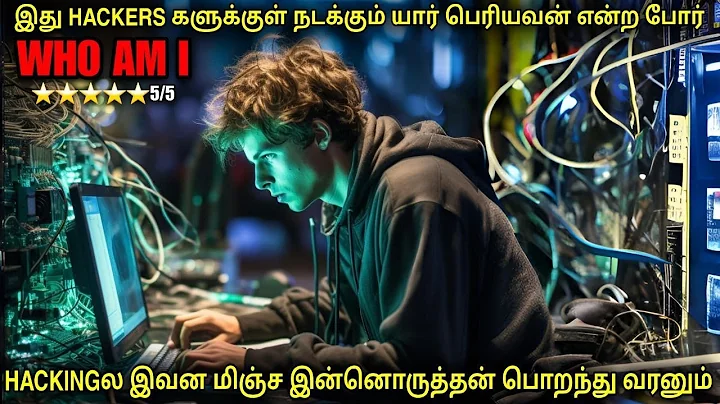 இது HACKERS களுக்குள் நடக்கும் யார் பெரியவன் என்ற போர்
WHO AM I
⭐⭐⭐⭐⭐5/5
HACKINGல இவன மிஞ்ச இன்னொருத்தன் பொறந்து வரனும்